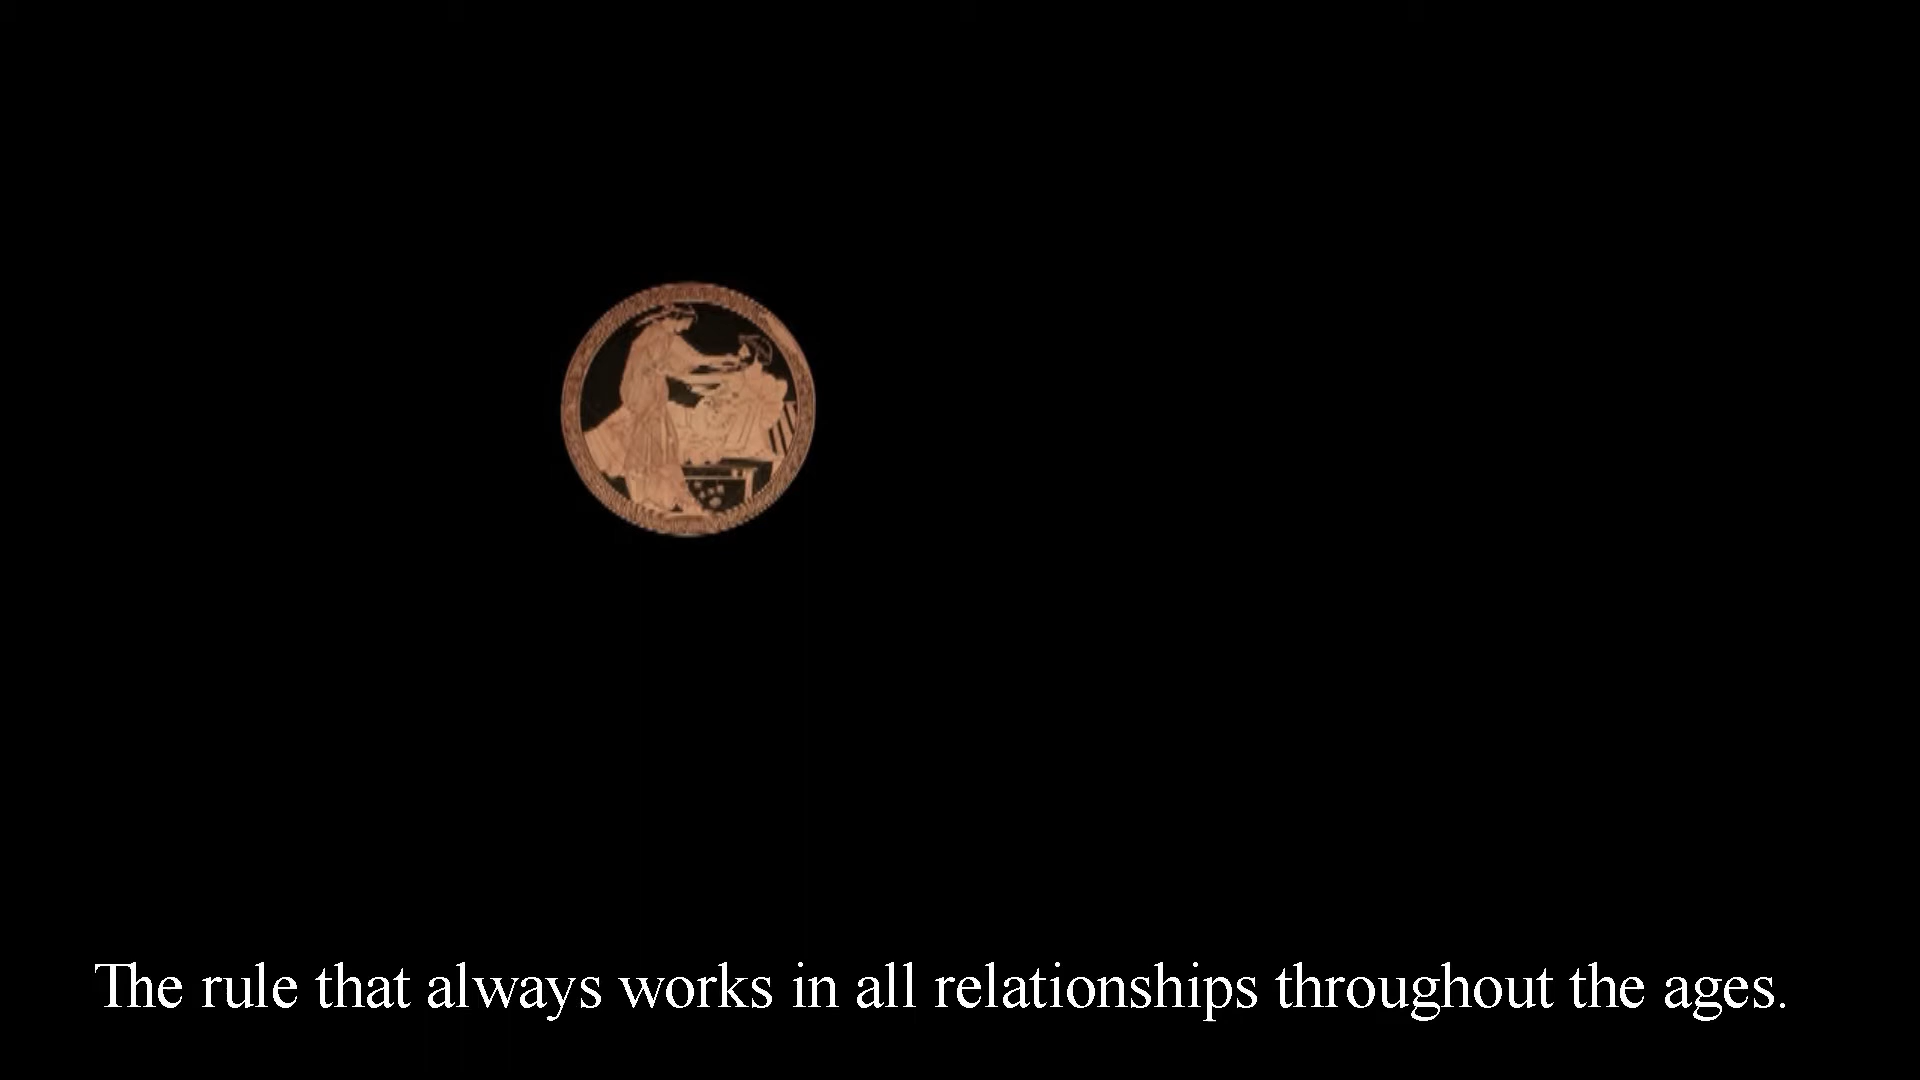 The rule that always works in all relationships throughout the ages.